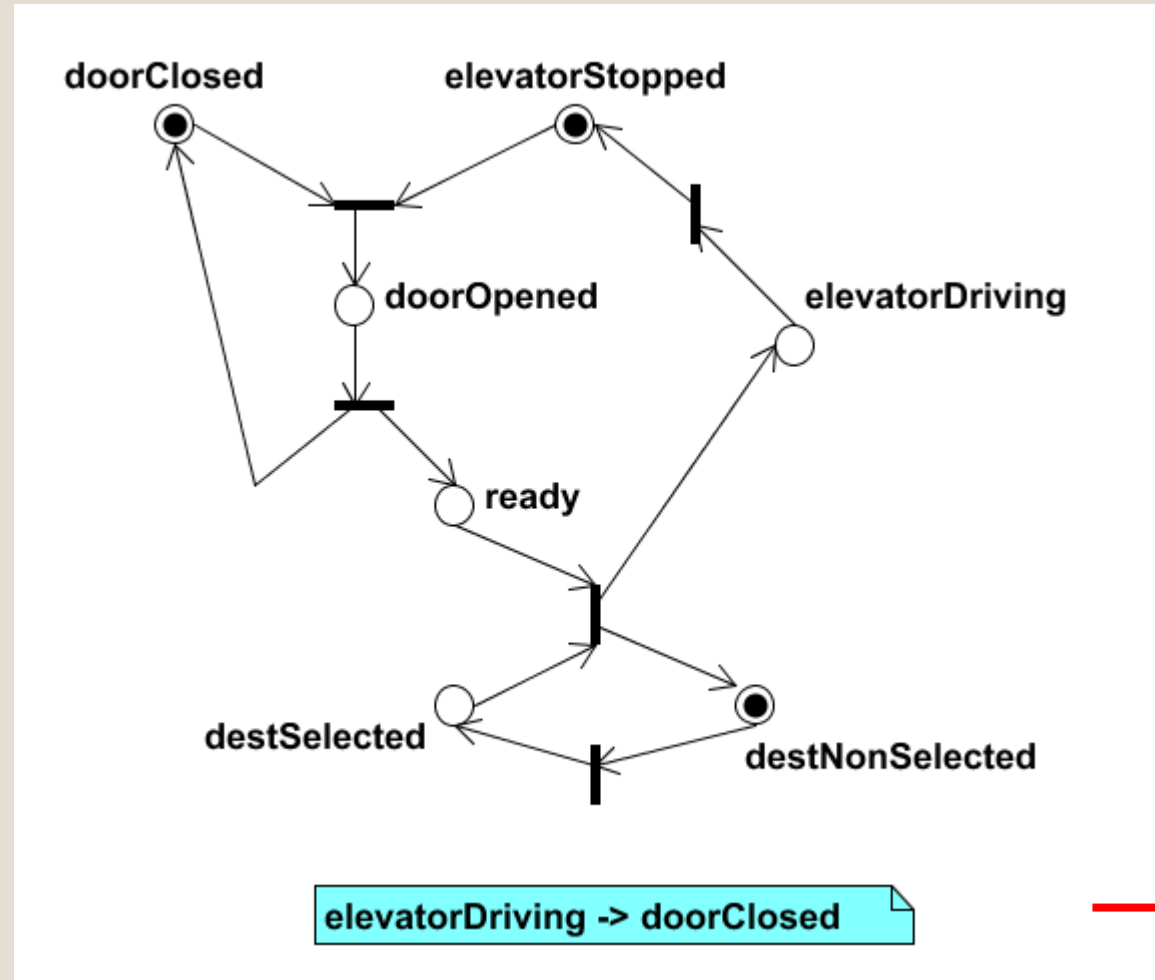 doorClosed
elevatorStopped
doorOpened
elevatorDriving
ready
destSelected
destNonSelected
elevatorDriving -> doorClosed